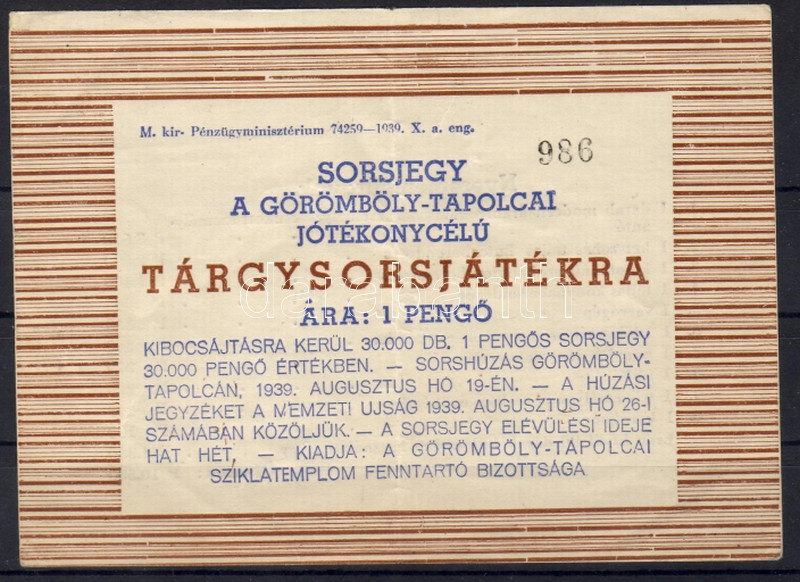 M. kir. Pénzügyminisztérium 74259—1939. X. a. eng.
986
SORSJEGY
A GÖRÖMBÖLY-TAPOLCAI
JÓTÉKONYCÉLÚ
TÁRGYSORSJÁTÉKRA
ÁRA: 1 PENGŐ
KIBOCSÁJTÁSRA KERÜL 30.000 DB. 1 PENGŐS SORSJEGY
30.000 PENGŐ ÉRTÉKBEN. — SORSHÚZÁS GÖRÖMBÖLY-
TAPOLCÁN, 1939. AUGUSZTUS HÓ 19-ÉN. — A HÚZÁSI
JEGYZÉKET A NEMZETI UJSÁG 1939. AUGUSZTUS HÓ 26-I
SZÁMÁBAN KÖZÖLJÜK. — A SORSJEGY ELÉVÜLÉSI IDEJE
HAT HÉT, — KIADJA: A GÖRÖMBÖLY-TAPOLCAI
SZIKLATEMPLOM FENNTARTÓ BIZOTTSÁGA
darabanth